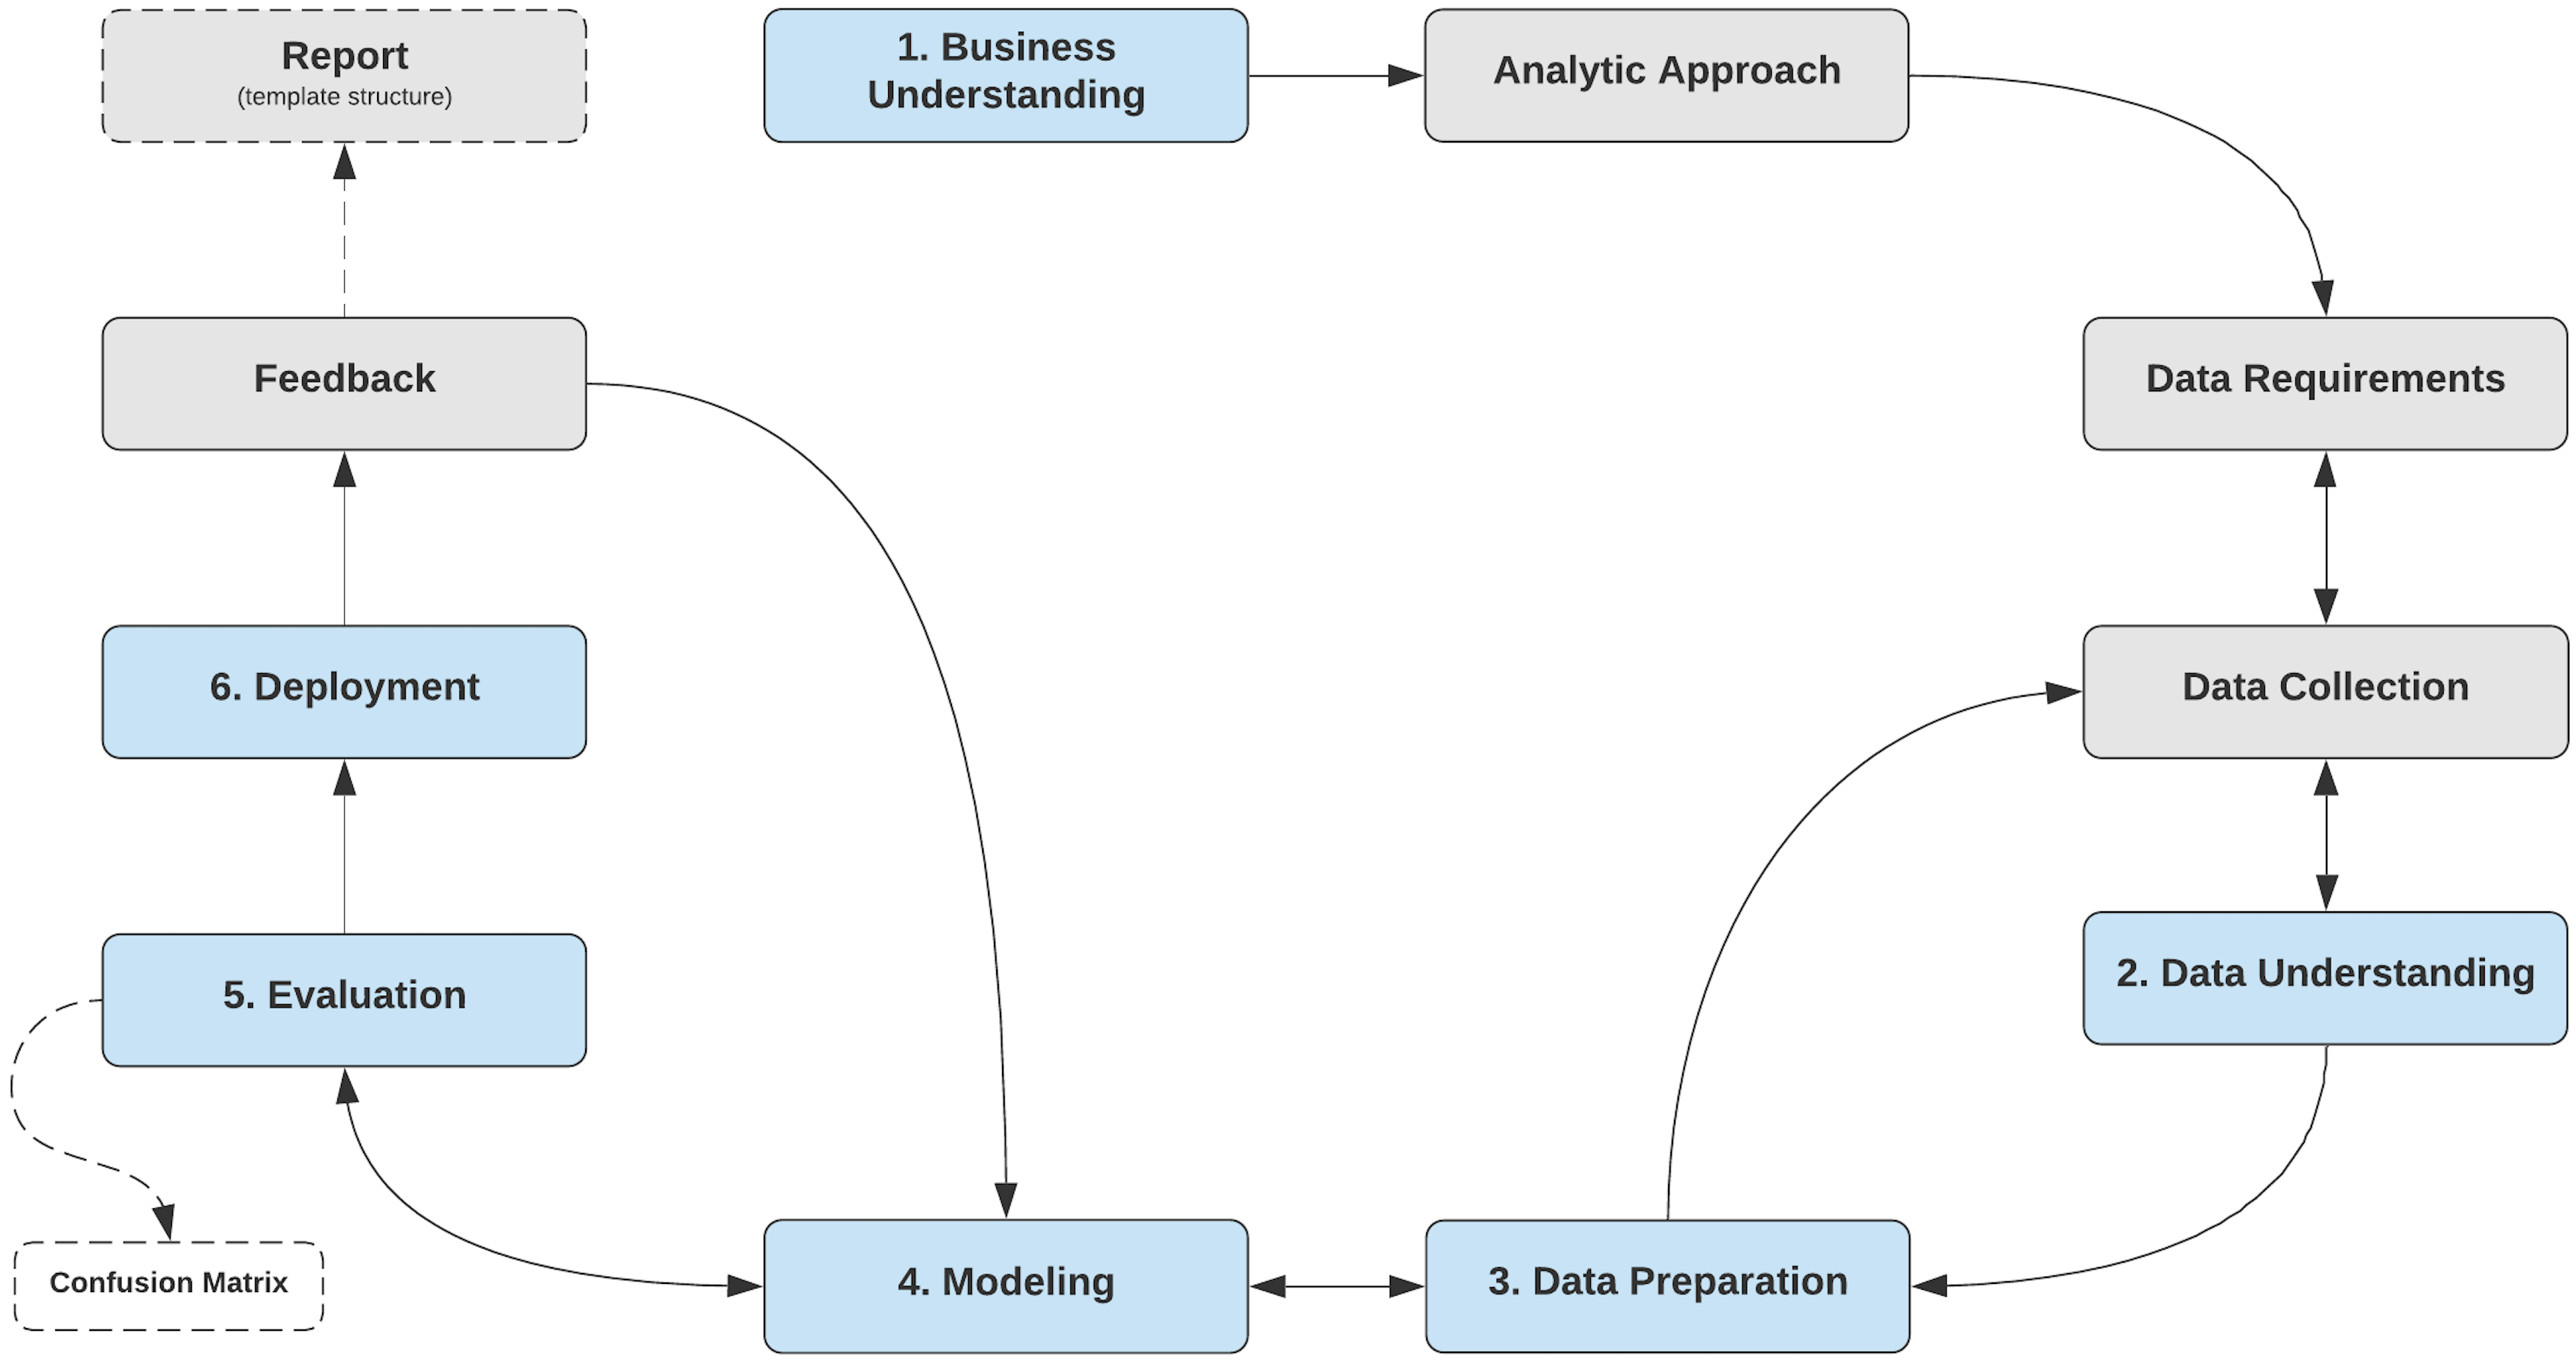 Report
(template structure)
1. Business
Understanding
Analytic Approach
Feedback
Data Requirements
6. Deployment
Data Collection
5. Evaluation
2. Data Understanding
Confusion Matrix
4. Modeling
3. Data Preparation